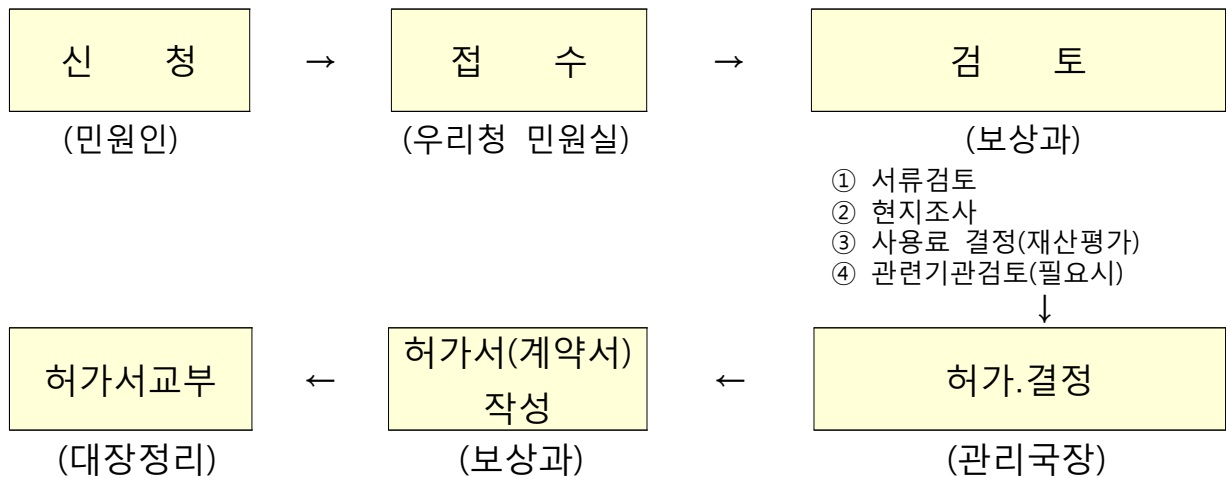 신 청 → 접 수 → 검 토
(민원인) (우리청 민원실) (보상과)
① 서류검토
② 현지조사
③ 사용료 결정(재산평가)
④ 관련기관검토(필요시)
↓
허가서교부 ← 허가서(계약서) 작성 ← 허가.결정
(대장정리) (보상과) (관리국장)